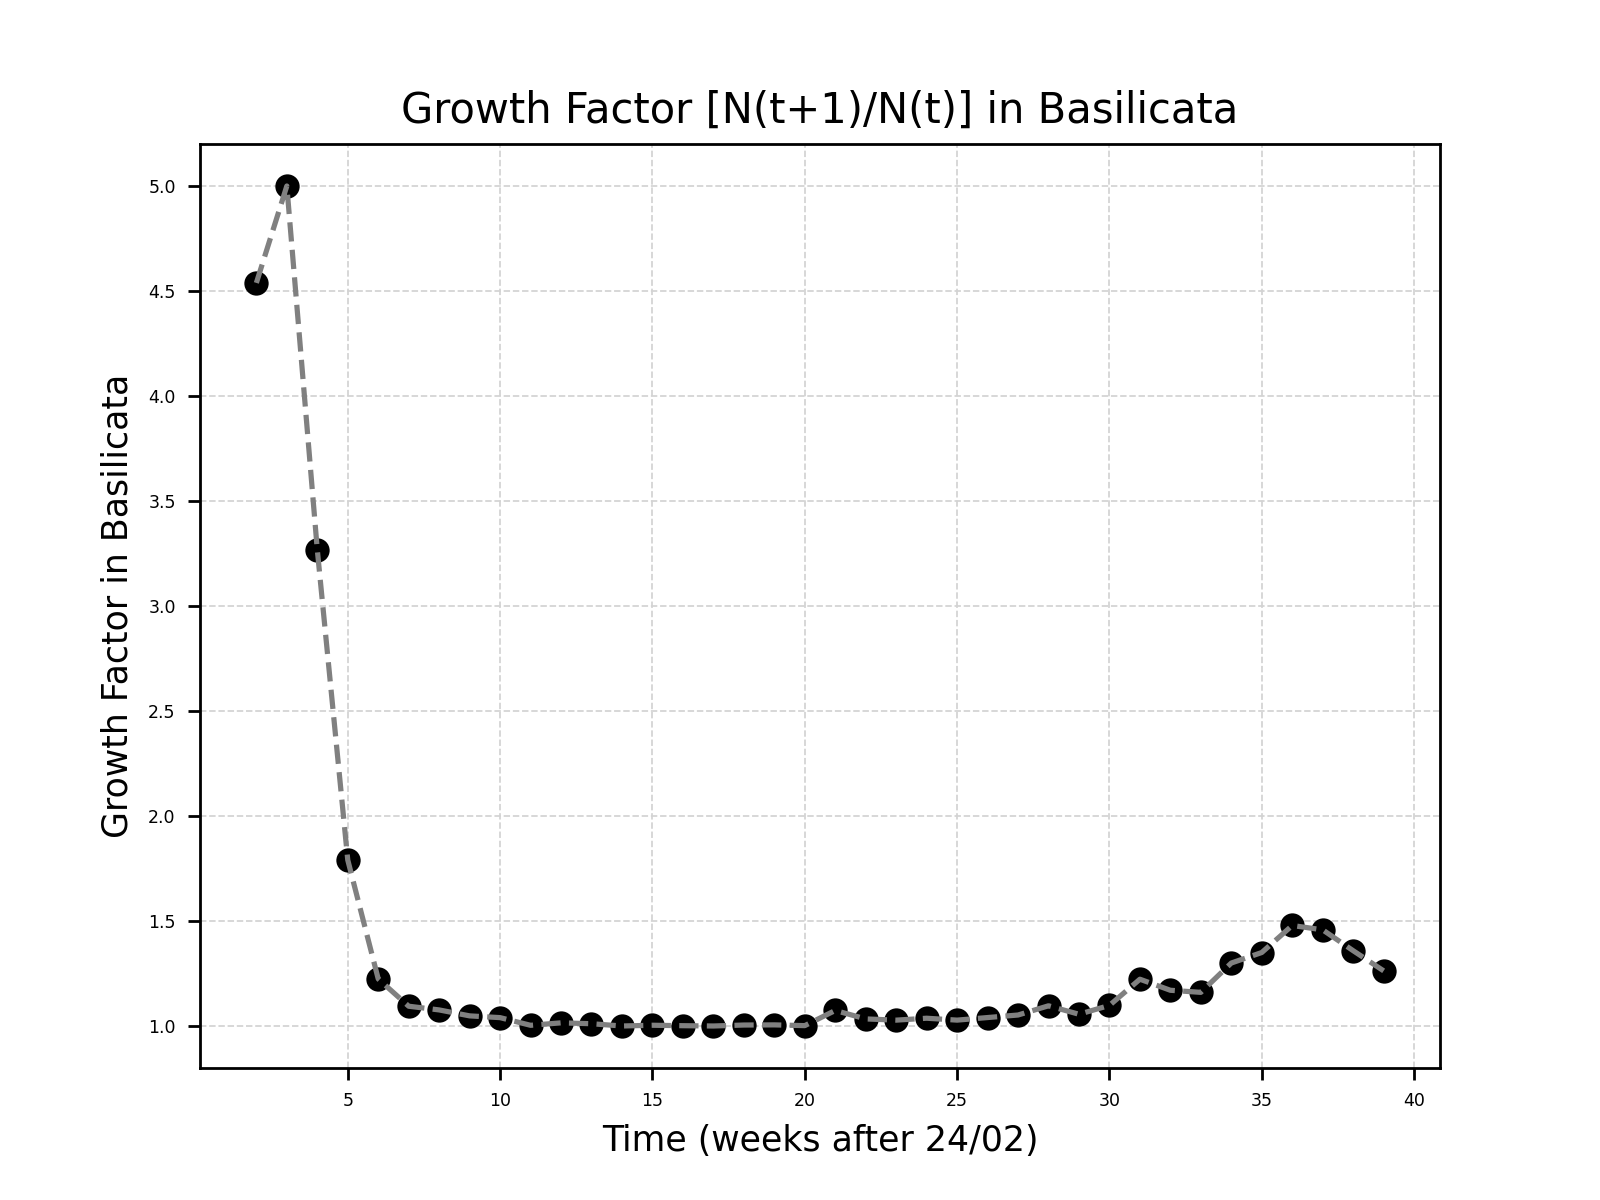 Growth Factor [N(t+1)/N(t)] in Basilicata
Growth Factor in Basilicata
5.0
4.5
4.0
3.5
3.0
2.5
2.0
1.5
1.0
5 10 15 20 25 30 35 40
Time (weeks after 24/02)